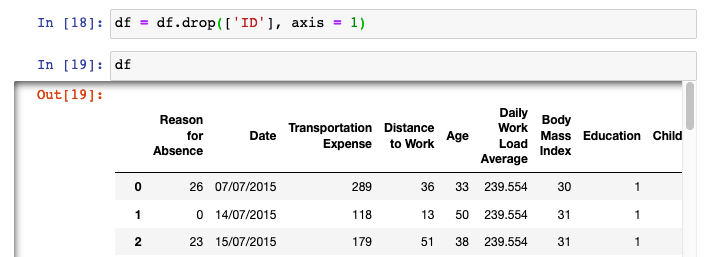 In [18]: df = df.drop(['ID'], axis = 1)
In [19]: df
Out[19]:
Reason for Absence Date Transportation Expense Distance to Work Age Daily Work Load Average Body Mass Index Education Child
0 26 07/07/2015 289 36 33 239.554 30 1
1 0 14/07/2015 118 13 50 239.554 31 1
2 23 15/07/2015 179 51 38 239.554 31 1